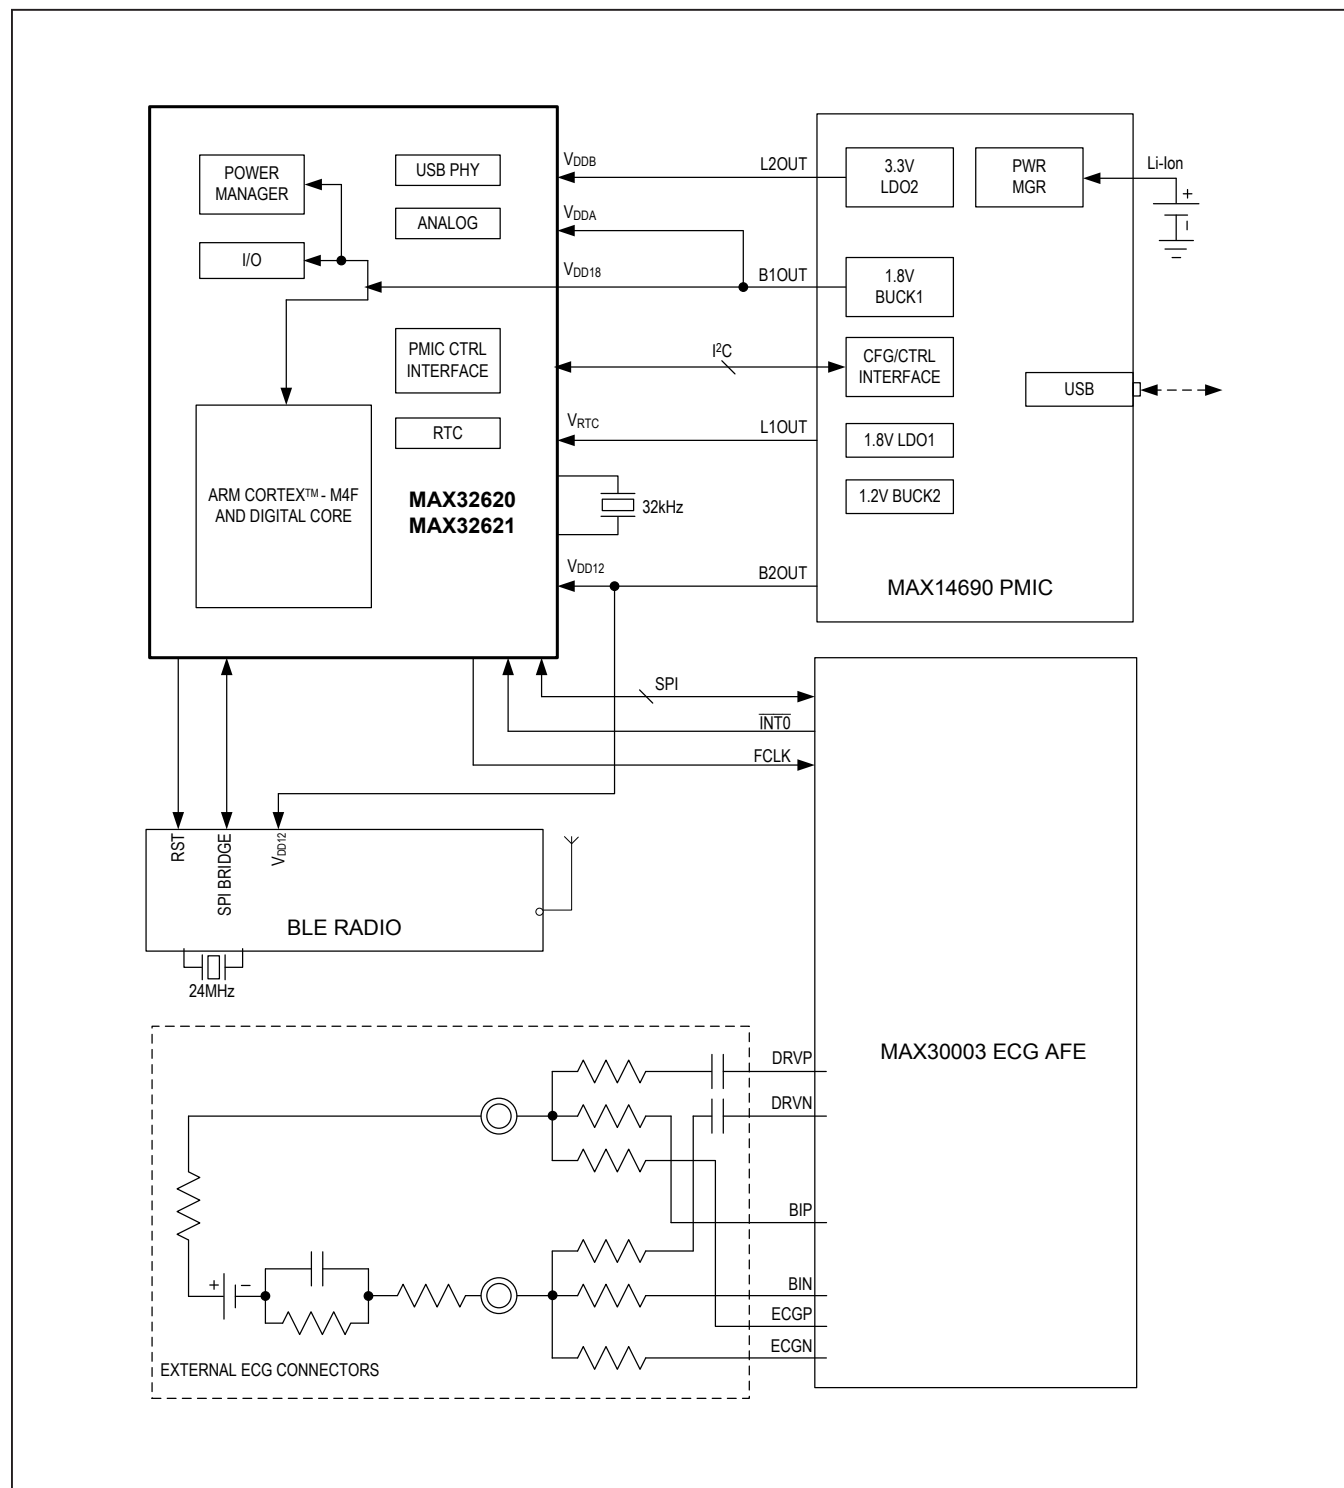 POWER
MANAGER
I/O
USB PHY
ANALOG
PMIC CTRL
INTERFACE
RTC
ARM CORTEX™ - M4F
AND DIGITAL CORE
MAX32620
MAX32621
VDDB
VDDA
VDD18
I²C
VRTC
32kHz
VDD12
L2OUT
B1OUT
L1OUT
B2OUT
3.3V
LDO2
PWR
MGR
Li-Ion
+
–
1.8V
BUCK1
CFG/CTRL
INTERFACE
USB
1.8V LDO1
1.2V BUCK2
MAX14690 PMIC
SPI
INT0
FCLK
RST
SPI BRIDGE
VDD12
BLE RADIO
24MHz
MAX30003 ECG AFE
DRVP
DRVN
BIP
BIN
ECGP
ECGN
+ –
EXTERNAL ECG CONNECTORS